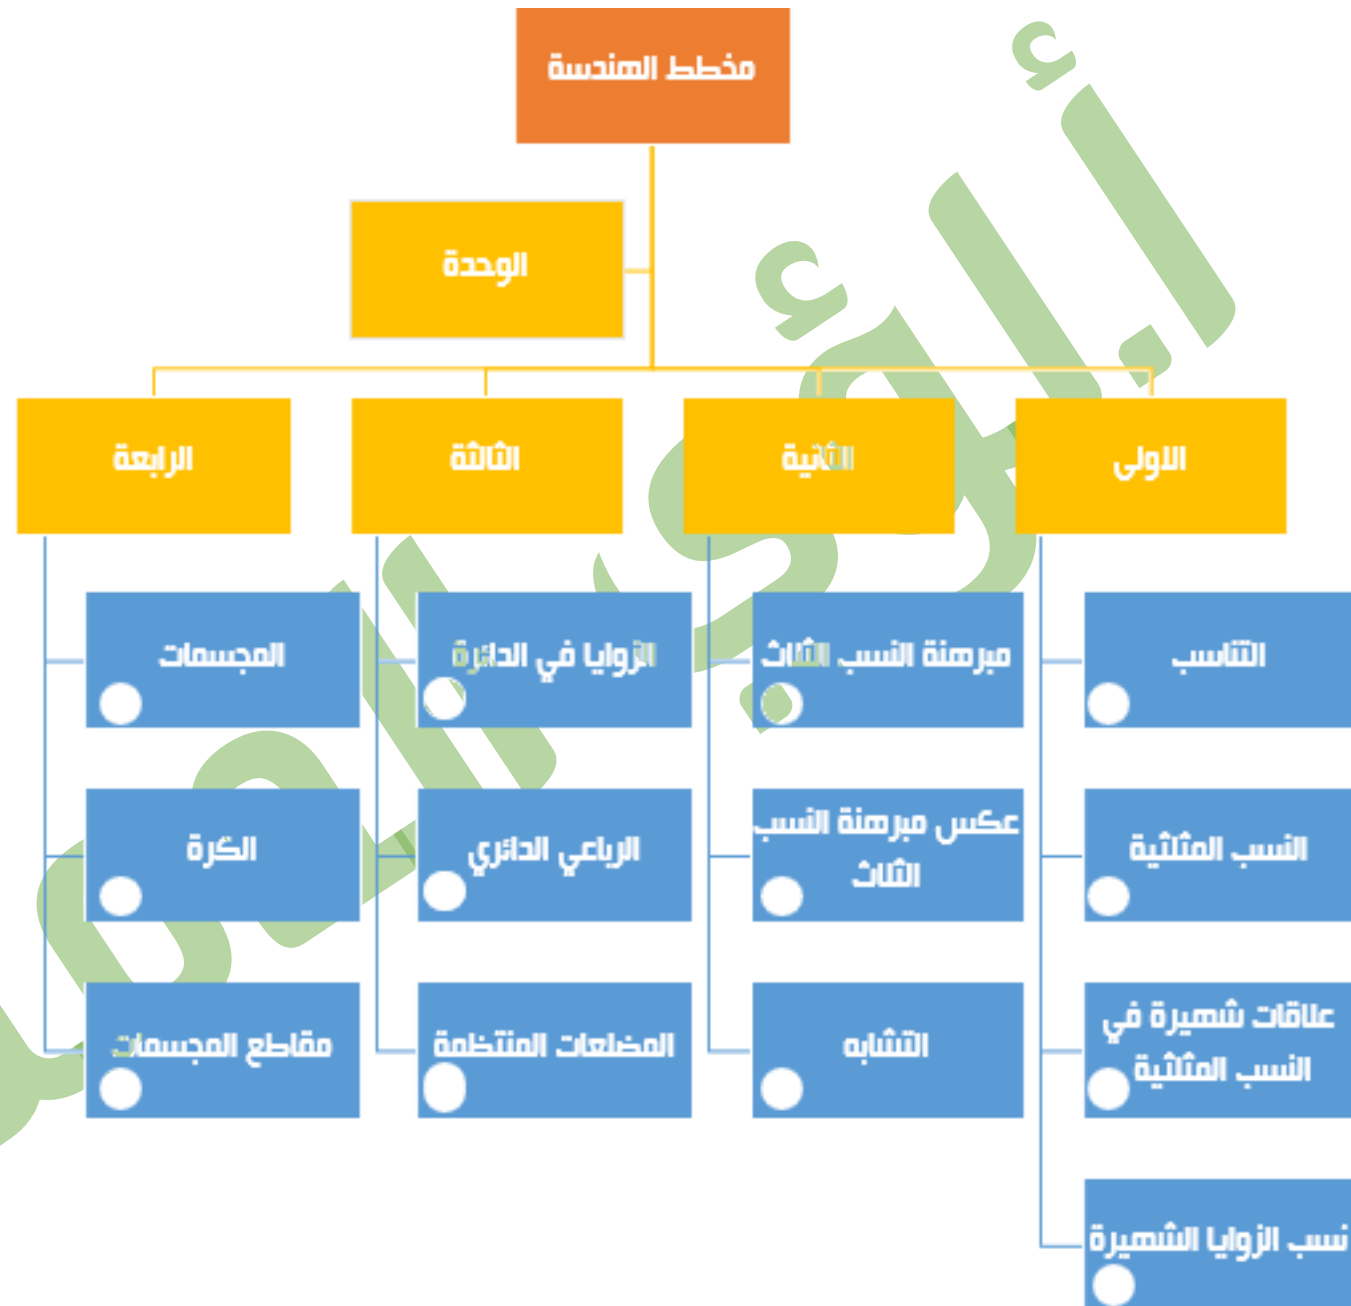 مخطط الهندسة
الوحدة
الاولى
الثانية
الثالثة
الرابعة
التناسب
النسب المثلثية
علاقات شهيرة في
النسب المثلثية
نسب الزوايا الشهيرة
مبرهنة النسب الثلاث
عكس مبرهنة النسب
الثلاث
التشابه
الزوايا في الدائرة
الرباعي الدائري
المضلعات المنتظمة
المجسمات
الكرة
مقاطع المجسمات